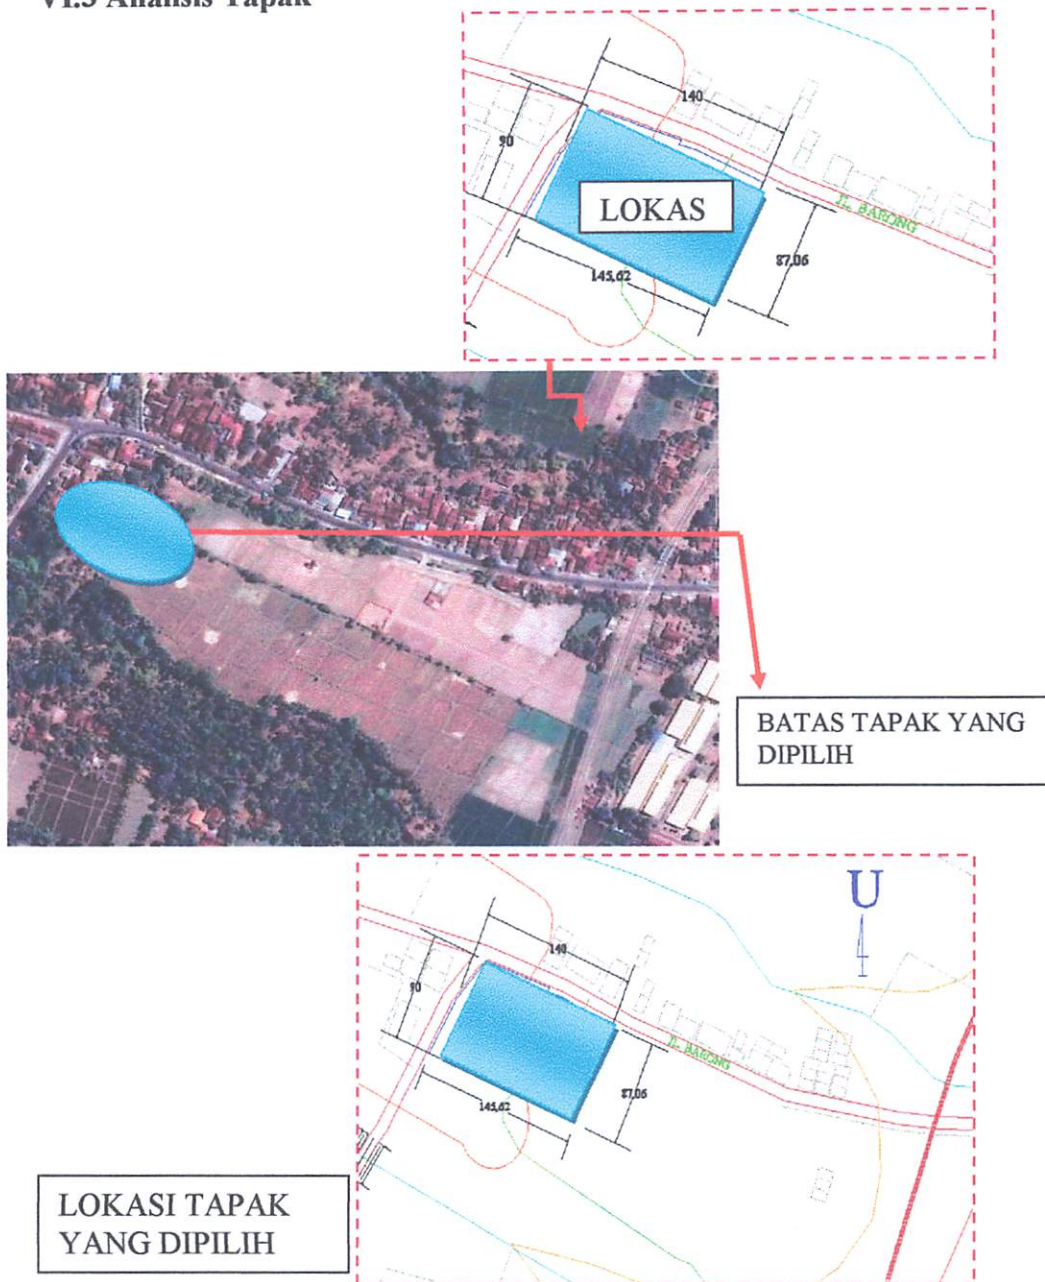 VI.3 Analisis Tapak
140
90
LOKAS
JL. BARONG
87,06
145,62
BATAS TAPAK YANG
DIPILIH
U
140
90
JL. BARONG
87,06
145,62
LOKASI TAPAK
YANG DIPILIH